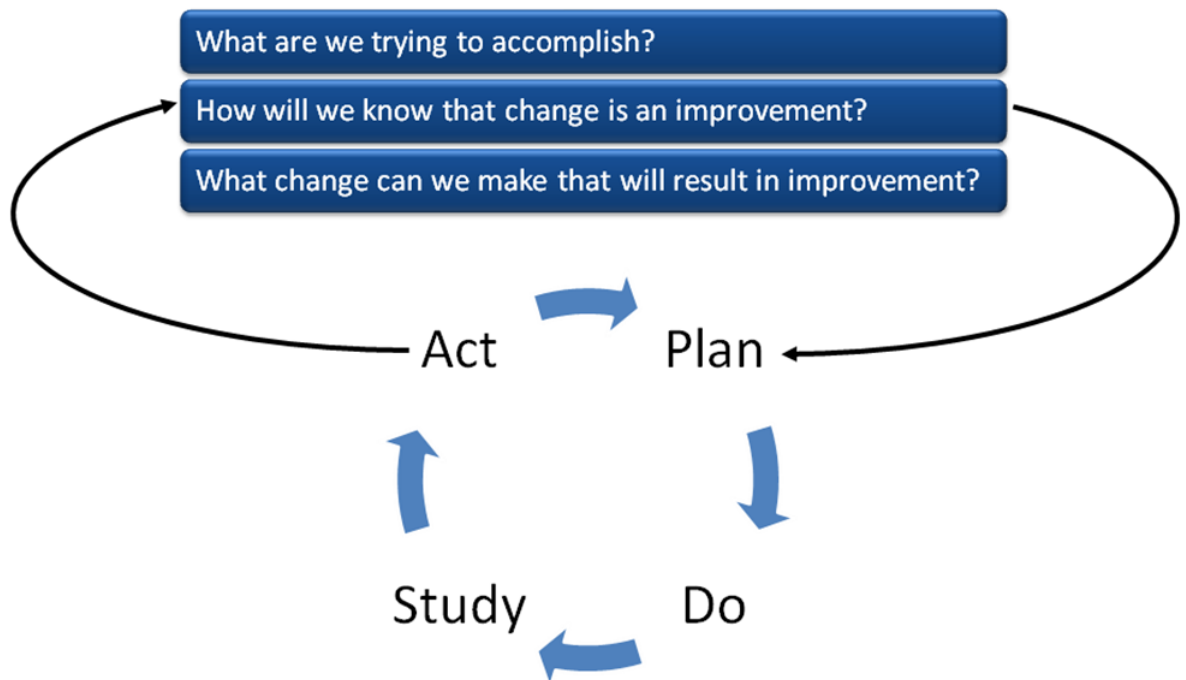 What are we trying to accomplish?
How will we know that change is an improvement?
What change can we make that will result in improvement?
Act
Plan
Study
Do